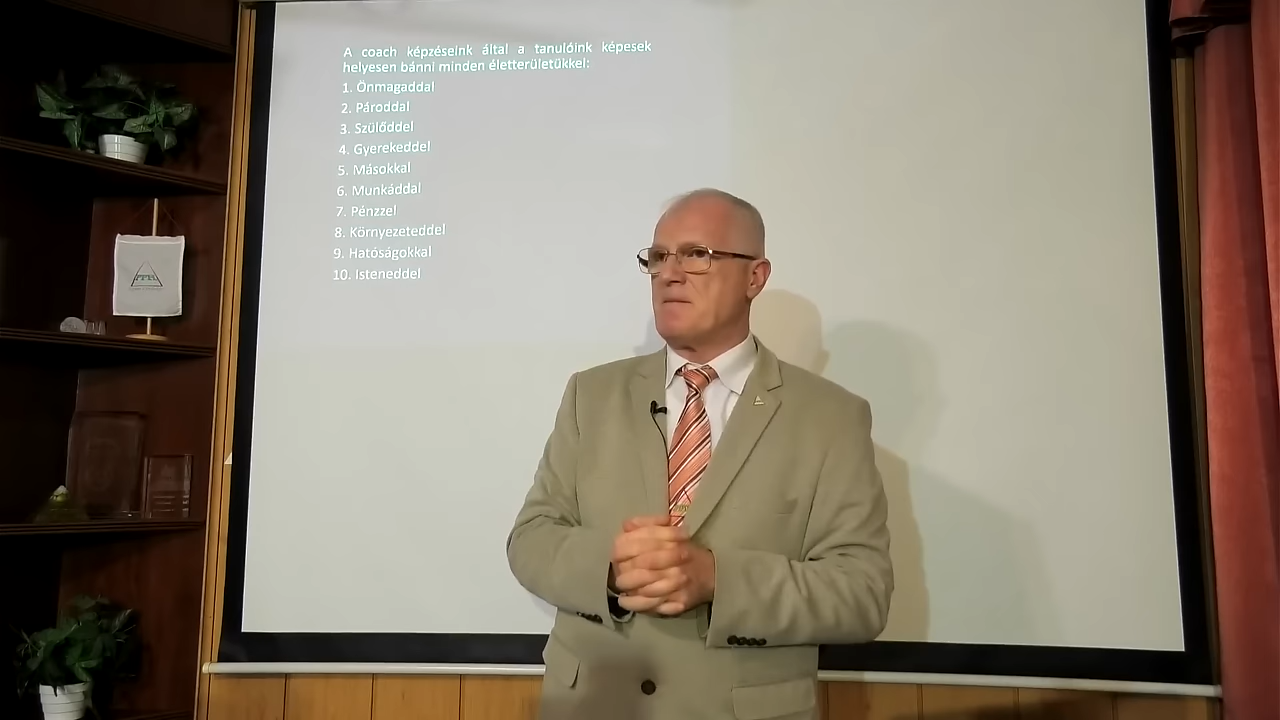 A coach képzéseink által a tanulóink képesek
helyesen bánni minden életterületükkel:
1. Önmagaddal
2. Pároddal
3. Szülőddel
4. Gyerekeddel
5. Másokkal
6. Munkáddal
7. Pénzzel
8. Környezeteddel
9. Hatóságokkal
10. Isteneddel